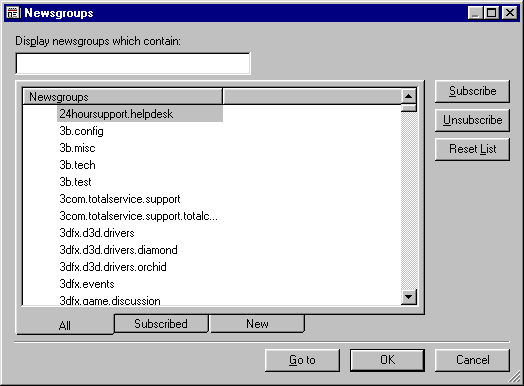 Newsgroups
Display newsgroups which contain:
Newsgroups
24hoursupport.helpdesk
3b.config
3b.misc
3b.tech
3b.test
3com.totalservice.support
3com.totalservice.support.totalc...
3dfx.d3d.drivers
3dfx.d3d.drivers.diamond
3dfx.d3d.drivers.orchid
3dfx.events
3dfx.game.discussion
Subscribe
Unsubscribe
Reset List
All Subscribed New
Go to OK Cancel